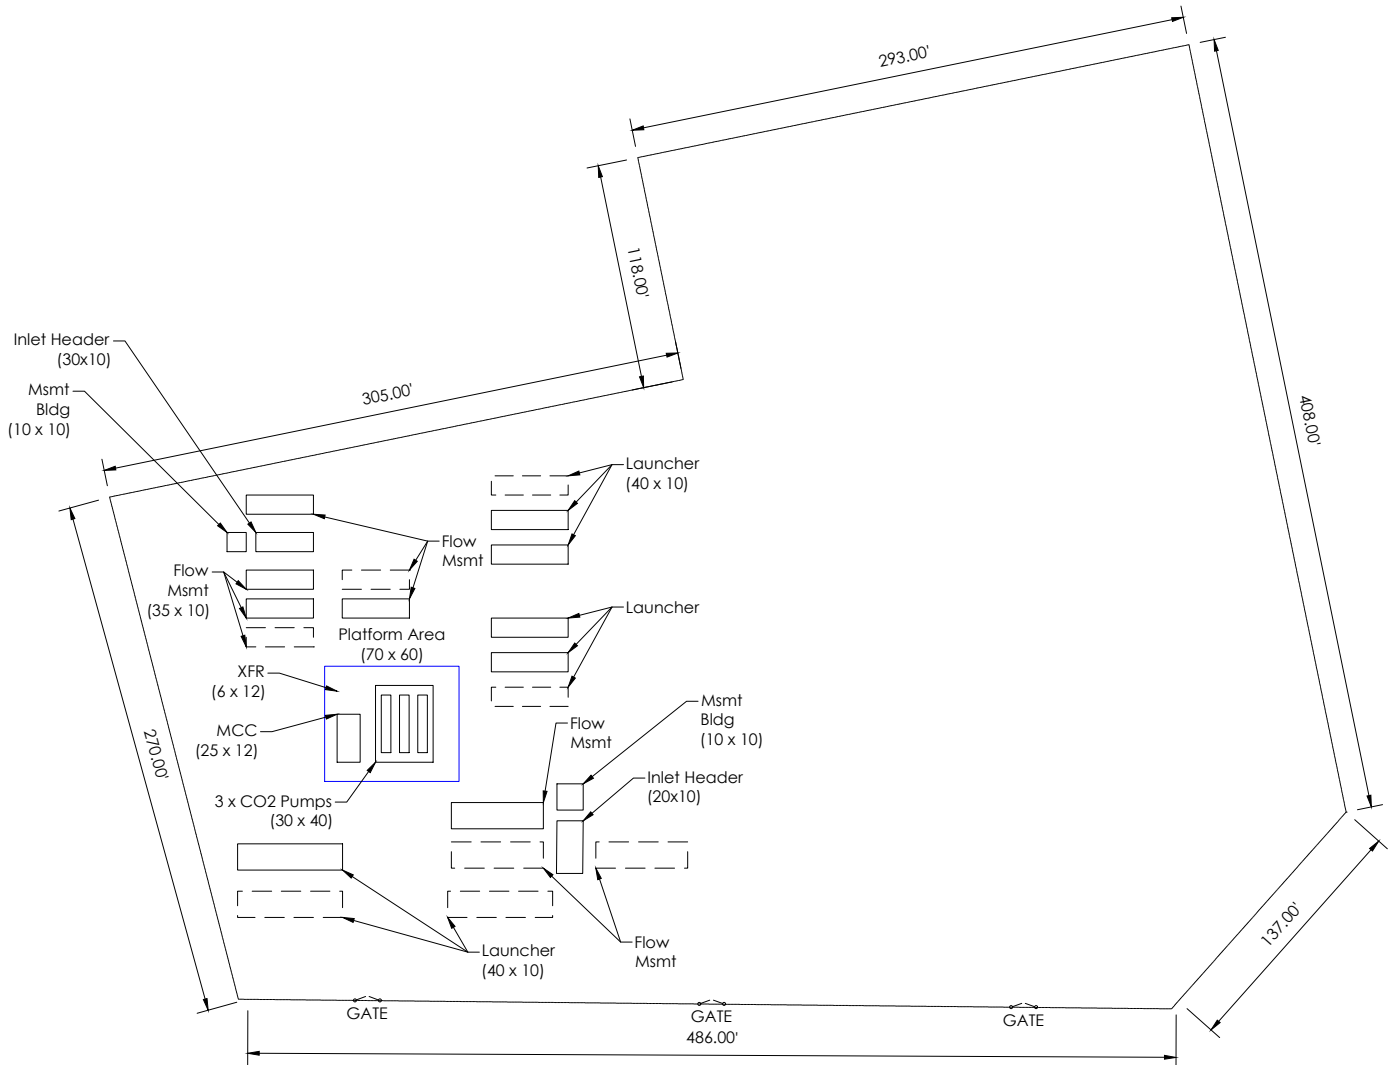 293.00'
118.00'
Inlet Header
(30x10)
305.00'
Msmt
Bldg
(10 x 10)
408.00'
Launcher
(40 x 10)
Flow
Msmt
Flow
Msmt
(35 x 10)
Launcher
Platform Area
(70 x 60)
XFR
(6 x 12)
MCC
(25 x 12)
270.00'
Msmt
Bldg
(10 x 10)
Flow
Msmt
Inlet Header
(20x10)
3 x CO2 Pumps
(30 x 40)
137.00'
Flow
Msmt
Launcher
(40 x 10)
GATE
GATE
GATE
486.00'